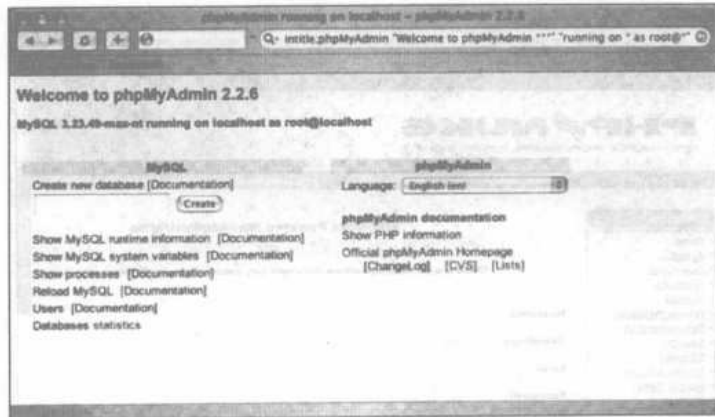 phpMyAdmin running on localhost – phpMyAdmin 2.2.6
intitle.phpMyAdmin "Welcome to phpMyAdmin ***" "running on * as root@*"
Welcome to phpMyAdmin 2.2.6
MySQL 3.23.49-max-nt running on localhost as root@localhost
MySQL
Create new database [Documentation]
Create
Show MySQL runtime information [Documentation]
Show MySQL system variables [Documentation]
Show processes [Documentation]
Reload MySQL [Documentation]
Users [Documentation]
Databases statistics
phpMyAdmin
Language: English (en)
phpMyAdmin documentation
Show PHP information
Official phpMyAdmin Homepage
[ChangeLog] [CVS] [Lists]